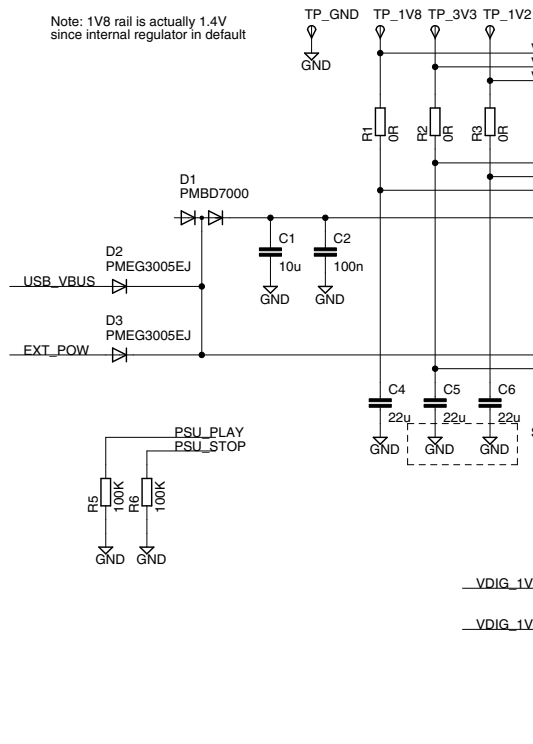 Note: 1V8 rail is actually 1.4V
since internal regulator in default
TP_GND TP_1V8 TP_3V3 TP_1V2
GND
R1 0R R2 0R R3 0R
D1
PMBD7000
C1
10u
C2
100n
GND GND
D2
PMEG3005EJ
USB_VBUS
D3
PMEG3005EJ
EXT_POW
C4 C5 C6
22u 22u 22u
GND GND GND
PSU_PLAY
PSU_STOP
R5 100K R6 100K
GND GND
VDIG_1V
VDIG_1V